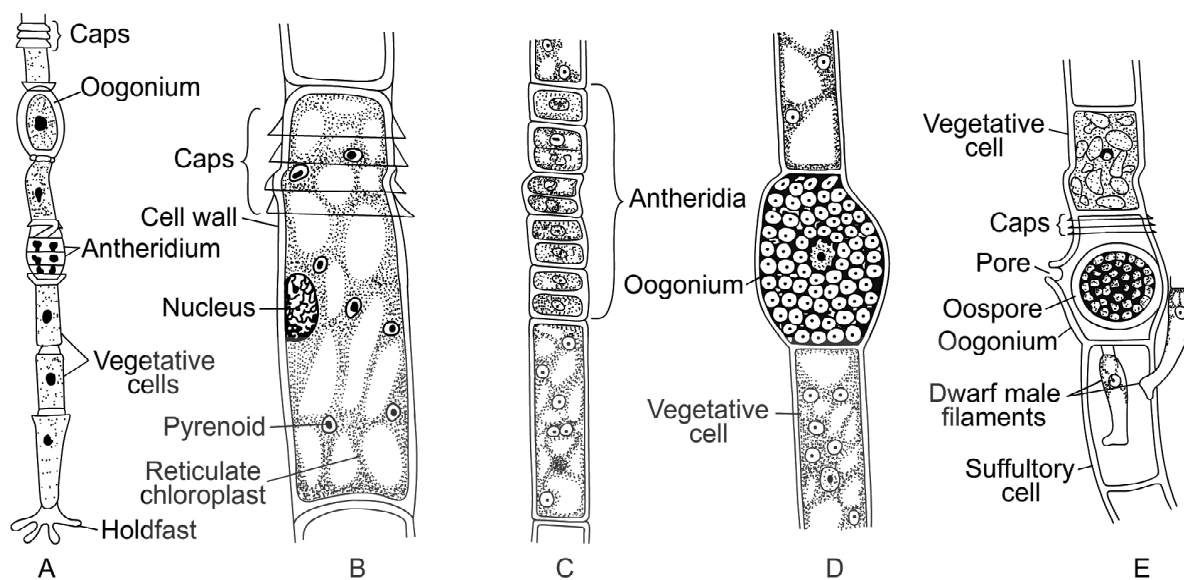 Caps
Oogonium
Antheridium
Vegetative
cells
Holdfast
A
Caps
Cell wall
Nucleus
Pyrenoid
Reticulate
chloroplast
B
Antheridia
C
Oogonium
Vegetative
cell
D
Vegetative
cell
Caps
Pore
Oospore
Oogonium
Dwarf male
filaments
Suffultory
cell
E